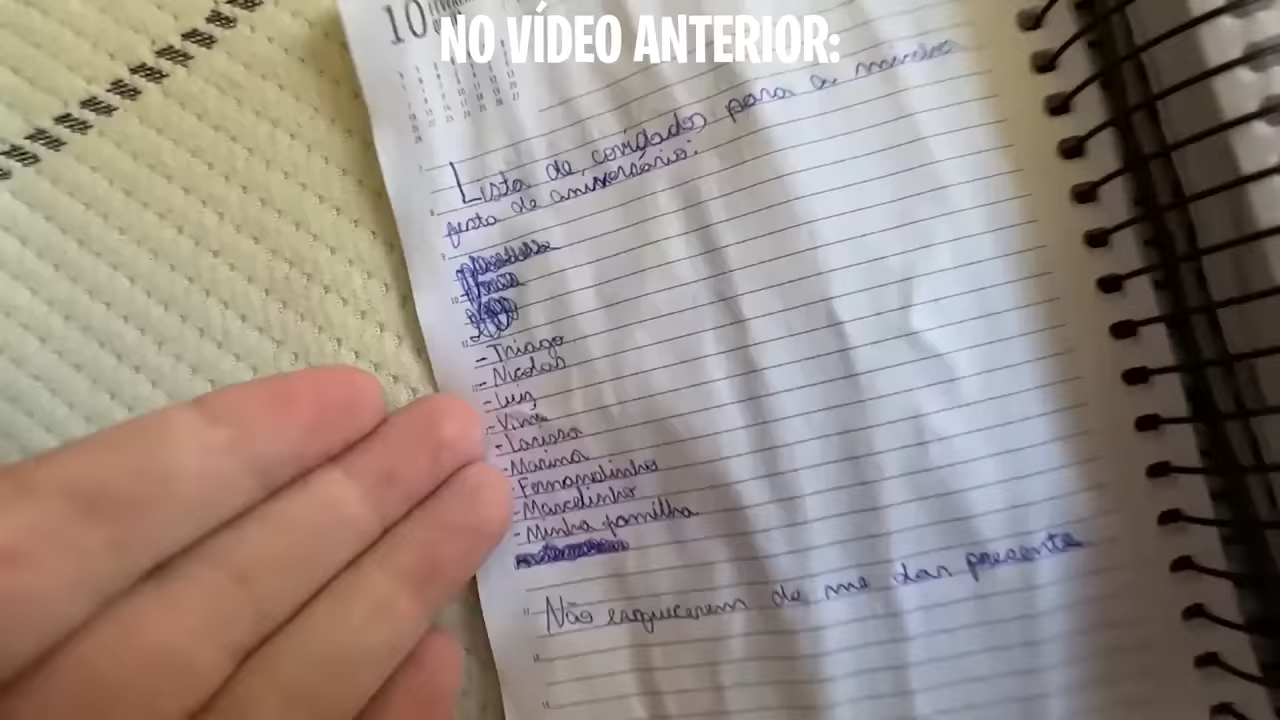 NO VÍDEO ANTERIOR:
10
Lista de convidados para a minha
festa de aniversário:
-Thiago
-Nicolas
-Luiz
-Larissa
-Marina
-Fernandinho
-Marcelinho
-Minha familha
Não esquecerem de me dar presente